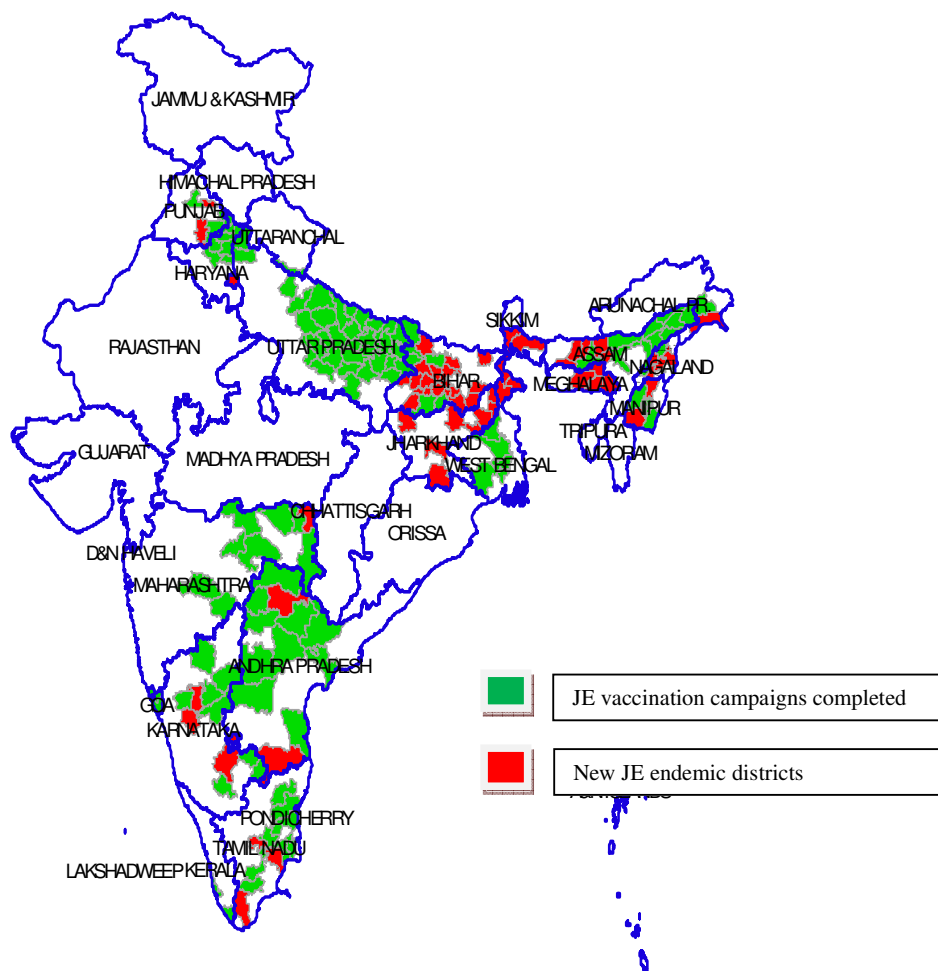 JAMMU & KASHMIR
HIMACHAL PRADESH
PUNJAB
UTTARANCHAL
HARYANA
ARUNACHAL PR.
SIKKIM
RAJASTHAN
UTTAR PRADESH
ASSAM
NAGALAND
BIHAR
MEGHALAYA
MANIPUR
TRIPURA
JHARKHAND
GUJARAT
MADHYA PRADESH
WEST BENGAL
MIZORAM
CHHATTISGARH
ORISSA
D&N HAVELI
MAHARASHTRA
ANDHRA PRADESH
GOA
KARNATAKA
JE vaccination campaigns completed
New JE endemic districts
PONDICHERRY
TAMIL NADU
LAKSHADWEEP
KERALA